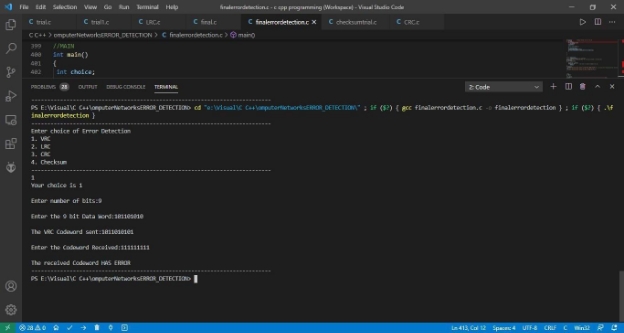 File Edit Selection View Go Run Terminal Help
finalerrordetection.c - c cpp programming (Workspace) - Visual Studio Code
trial.c
trial1.c
LRC.c
final.c
finalerrordetection.c
checksumtrial.c
CRC.c
C C++ > omputerNetworksERROR_DETECTION > finalerrordetection.c > main()
399 //MAIN
400 int main()
401 {
402 int choice;
PROBLEMS 28 OUTPUT DEBUG CONSOLE TERMINAL
2: Code
PS E:\Visual\C C++\omputerNetworksERROR_DETECTION> cd "e:\Visual\C C++\omputerNetworksERROR_DETECTION\" ; if ($?) { gcc finalerrordetection.c -o finalerrordetection } ; if ($?) { .\f
inalerrordetection }
--------------------------------------------------------------------------------
Enter choice of Error Detection
1. VRC
2. LRC
3. CRC
4. Checksum
--------------------------------------------------------------------------------
1
Your choice is 1
Enter number of bits:9
Enter the 9 bit Data Word:101101010
The VRC Codeword sent:1011010101
Enter the Codeword Received:111111111
The received Codeword HAS ERROR
--------------------------------------------------------------------------------
PS E:\Visual\C C++\omputerNetworksERROR_DETECTION>
28 0
Ln 413, Col 12 Spaces: 4 UTF-8 CRLF C Win32